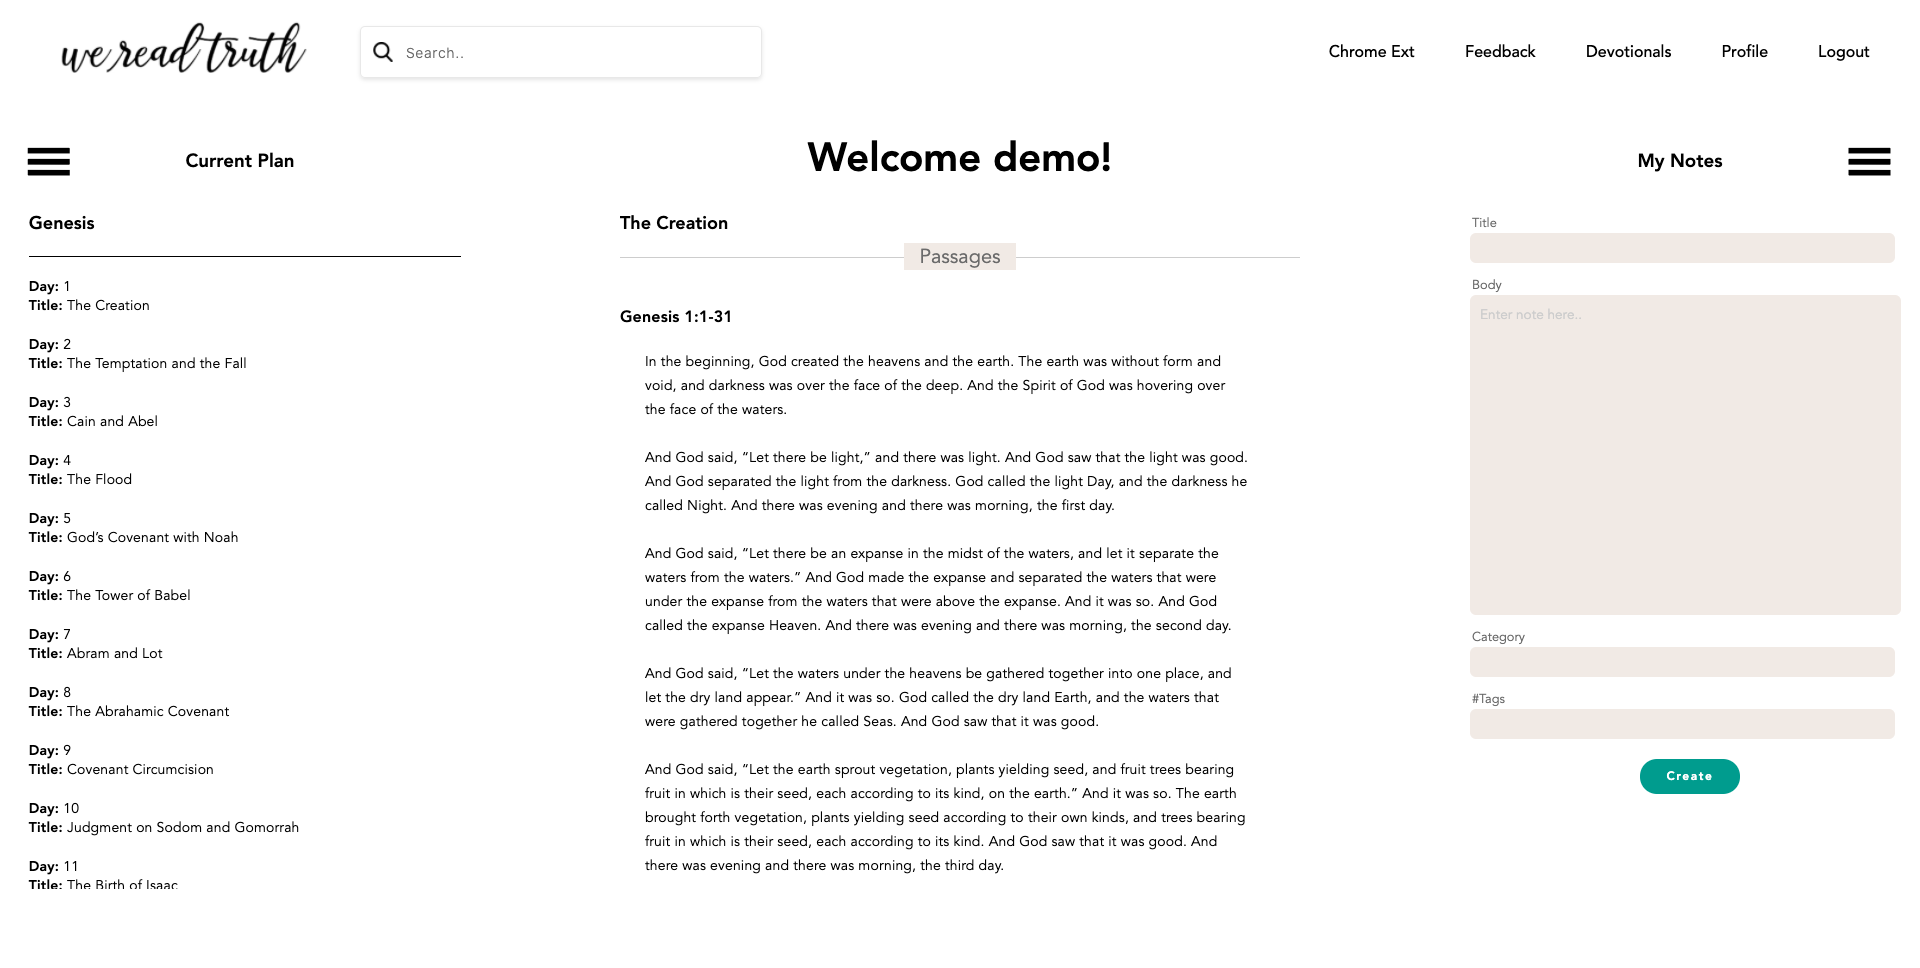 we read truth
Search..
Chrome Ext
Feedback
Devotionals
Profile
Logout
Current Plan
Welcome demo!
My Notes
Genesis
Day: 1
Title: The Creation
Day: 2
Title: The Temptation and the Fall
Day: 3
Title: Cain and Abel
Day: 4
Title: The Flood
Day: 5
Title: God’s Covenant with Noah
Day: 6
Title: The Tower of Babel
Day: 7
Title: Abram and Lot
Day: 8
Title: The Abrahamic Covenant
Day: 9
Title: Covenant Circumcision
Day: 10
Title: Judgment on Sodom and Gomorrah
Day: 11
Title: The Birth of Isaac
The Creation
Passages
Genesis 1:1-31
In the beginning, God created the heavens and the earth. The earth was without form and
void, and darkness was over the face of the deep. And the Spirit of God was hovering over
the face of the waters.
And God said, “Let there be light,” and there was light. And God saw that the light was good.
And God separated the light from the darkness. God called the light Day, and the darkness he
called Night. And there was evening and there was morning, the first day.
And God said, “Let there be an expanse in the midst of the waters, and let it separate the
waters from the waters.” And God made the expanse and separated the waters that were
under the expanse from the waters that were above the expanse. And it was so. And God
called the expanse Heaven. And there was evening and there was morning, the second day.
And God said, “Let the waters under the heavens be gathered together into one place, and
let the dry land appear.” And it was so. God called the dry land Earth, and the waters that
were gathered together he called Seas. And God saw that it was good.
And God said, “Let the earth sprout vegetation, plants yielding seed, and fruit trees bearing
fruit in which is their seed, each according to its kind, on the earth.” And it was so. The earth
brought forth vegetation, plants yielding seed according to their own kinds, and trees bearing
fruit in which is their seed, each according to its kind. And God saw that it was good. And
there was evening and there was morning, the third day.
Title
Body
Enter note here..
Category
#Tags
Create